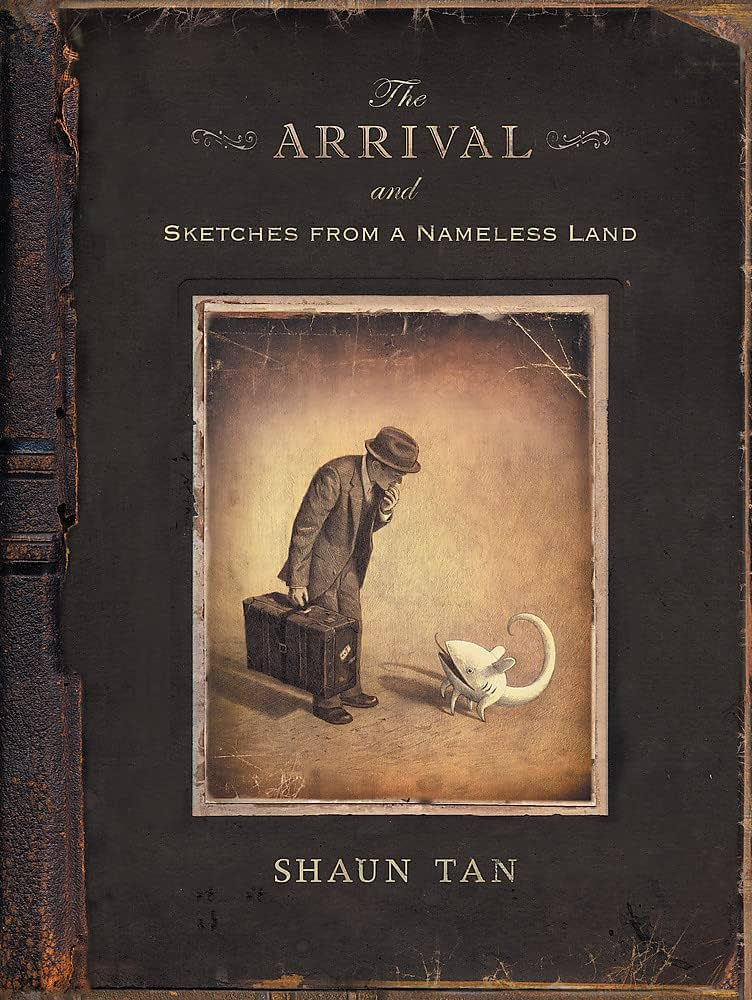 The
ARRIVAL
and
SKETCHES FROM A NAMELESS LAND
SHAUN TAN